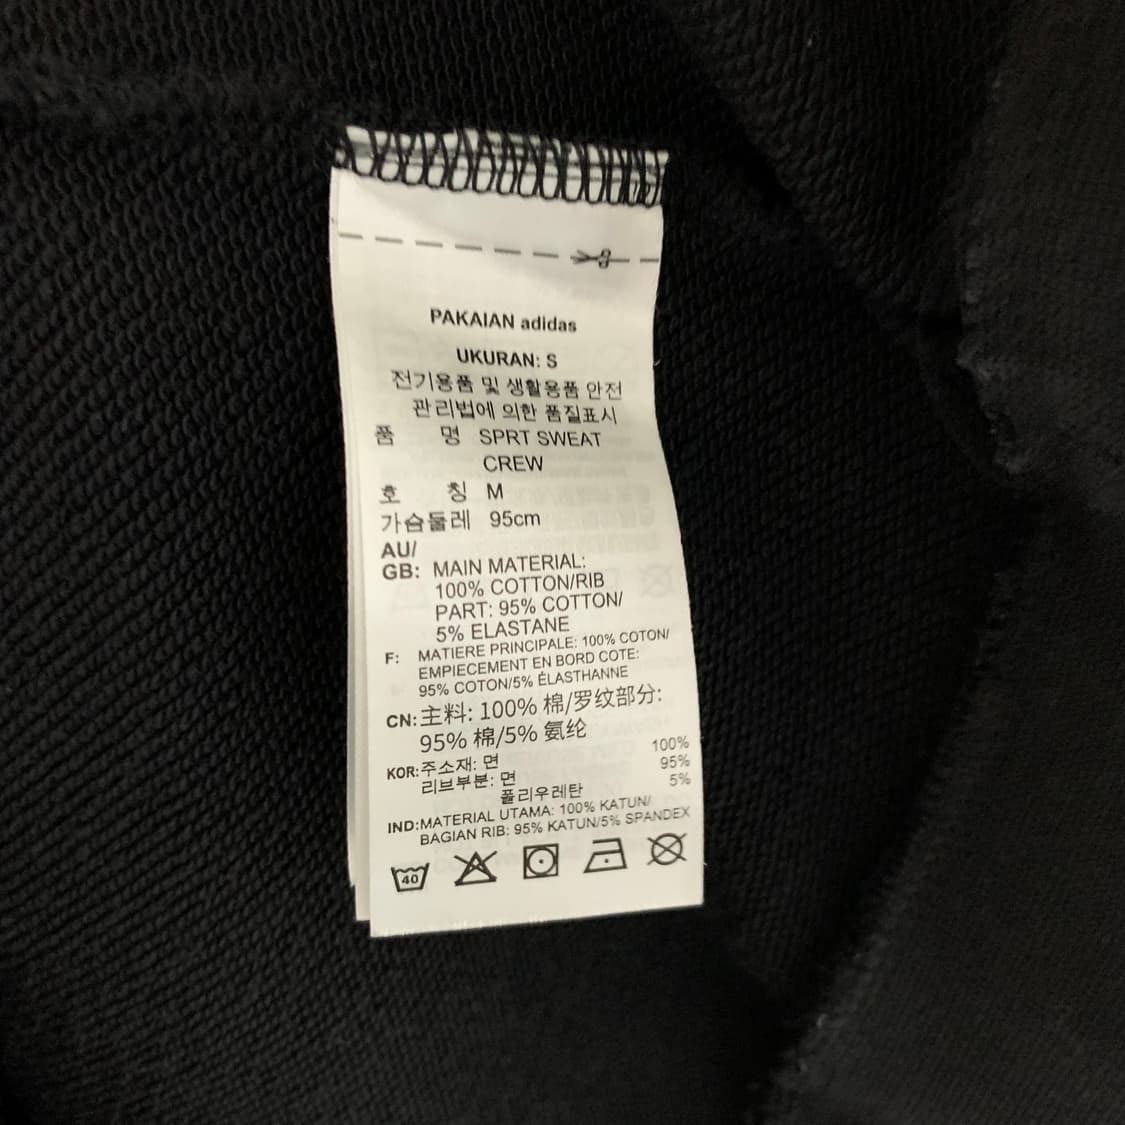 PAKAIAN adidas
UKURAN: S
전기용품 및 생활용품 안전
관리법에 의한 품질표시
품 명 SPRT SWEAT
CREW
호 칭 M
가슴둘레 95cm
AU/
GB: MAIN MATERIAL:
100% COTTON/RIB
PART: 95% COTTON/
5% ELASTANE
F: MATIERE PRINCIPALE: 100% COTON/
EMPIECEMENT EN BORD COTE:
95% COTON/5% ÉLASTHANNE
CN: 主料: 100% 棉/罗纹部分:
95% 棉/5% 氨纶
KOR: 주소재: 면 100%
리브부분: 면 95%
폴리우레탄 5%
IND: MATERIAL UTAMA: 100% KATUN/
BAGIAN RIB: 95% KATUN/5% SPANDEX
40